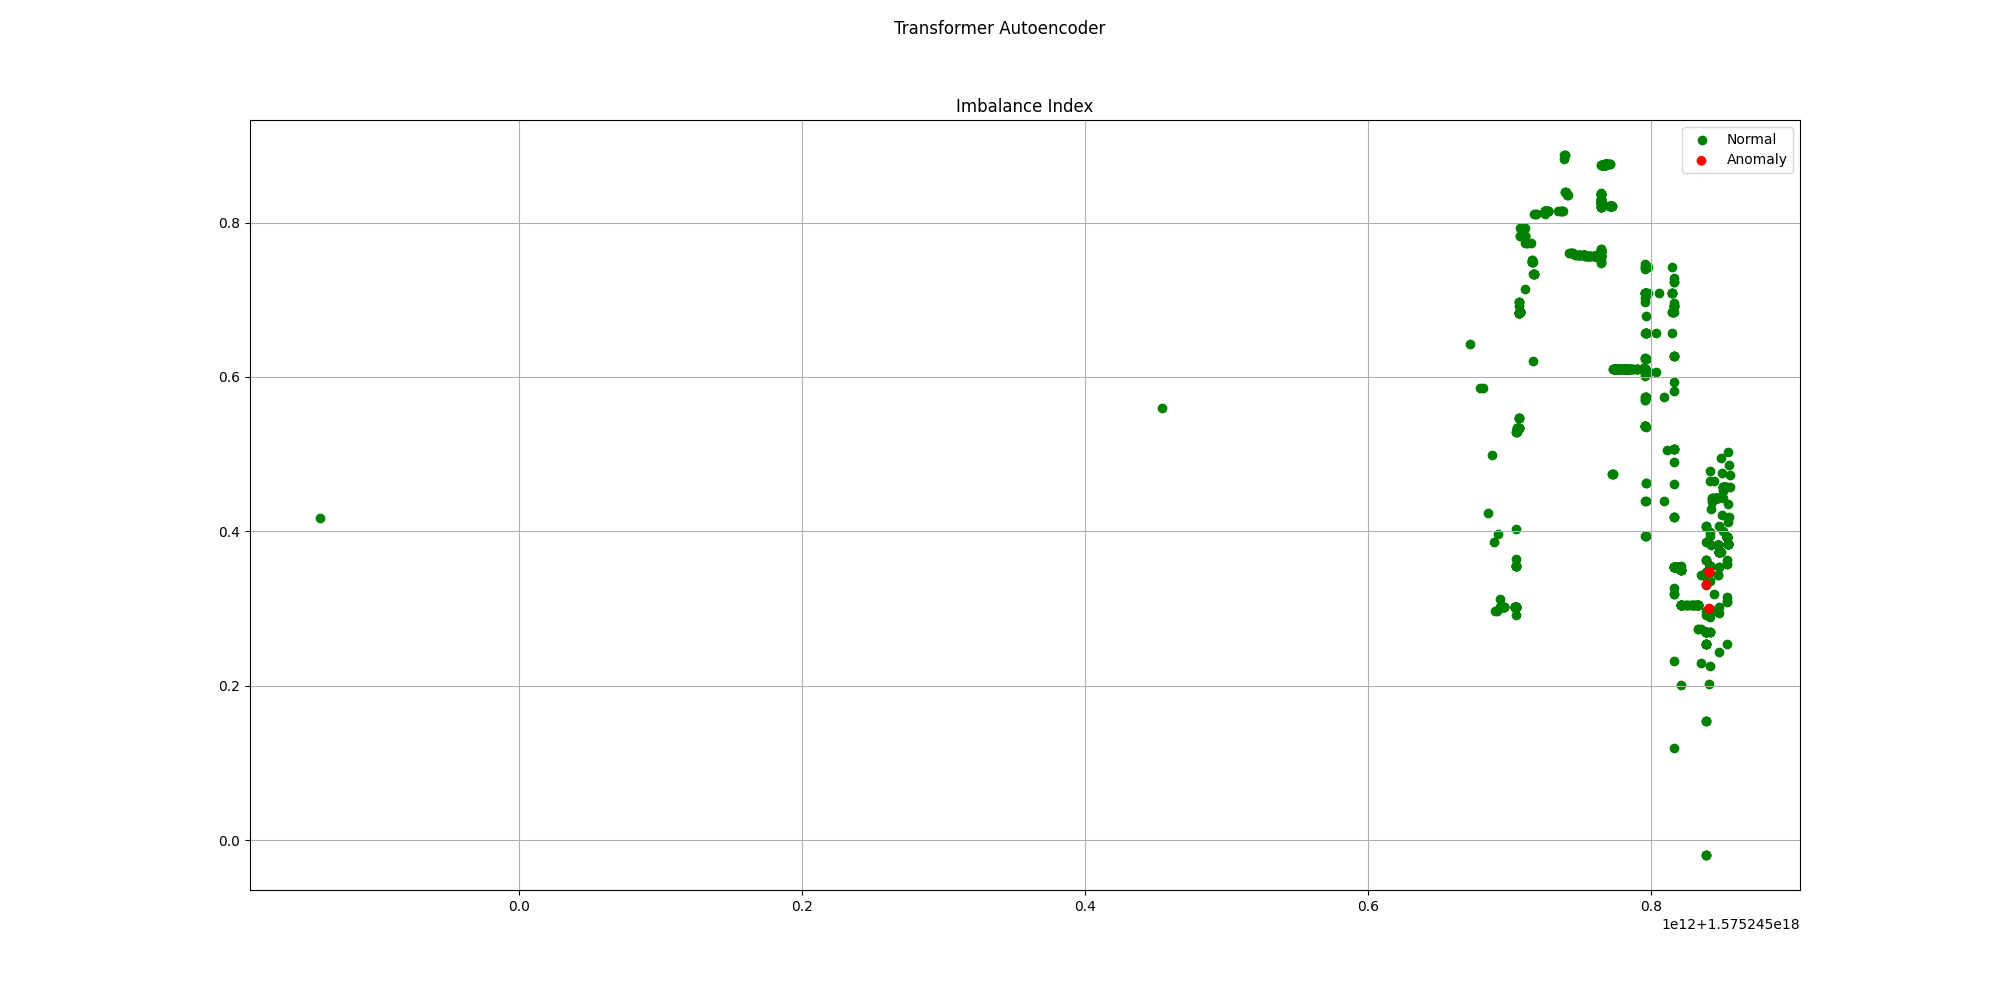 Transformer Autoencoder
Imbalance Index
Normal
Anomaly
0.8
0.6
0.4
0.2
0.0
0.0 0.2 0.4 0.6 0.8
1e12+1.575245e18